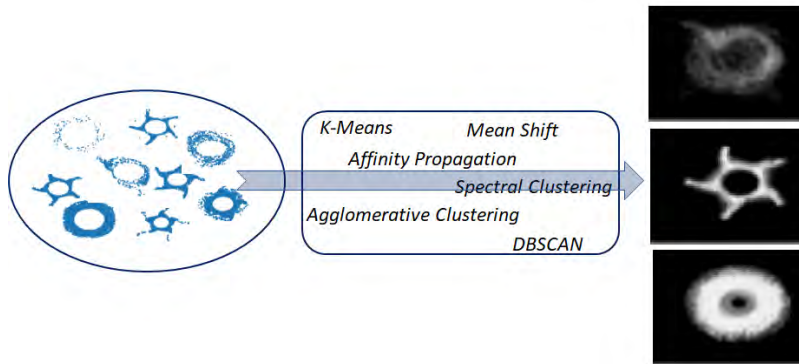 K-Means
Mean Shift
Affinity Propagation
Spectral Clustering
Agglomerative Clustering
DBSCAN